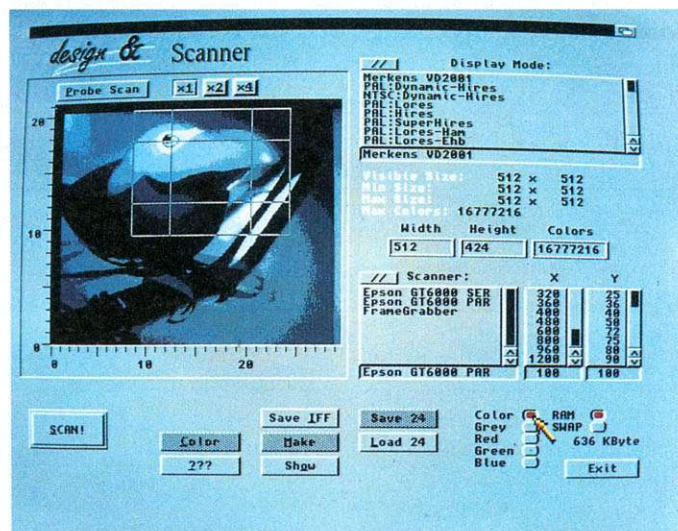 design & Scanner
Probe Scan
x1 x2 x4
20
10
0
0 10 20
// Display Mode:
Merkens VD2001
PAL:Dynamic-Hires
NTSC:Dynamic-Hires
PAL:Lores
PAL:Hires
PAL:SuperHires
PAL:Lores-Ham
PAL:Lores-Ehb
Merkens VD2001
Visible Size: 512 x 512
Min Size: 512 x 512
Max Size: 512 x 512
Max Colors: 16777216
Width Height Colors
512 424 16777216
// Scanner: X Y
Epson GT6000 SER
Epson GT6000 PAR
FrameGrabber
320
360
400
480
600
800
960
1200
25
36
40
50
72
75
80
90
Epson GT6000 PAR 100 100
SCAN!
Color
???
Save IFF
Make
Show
Save 24
Load 24
Color
Grey
Red
Green
Blue
RAM
SWAP
636 KByte
Exit